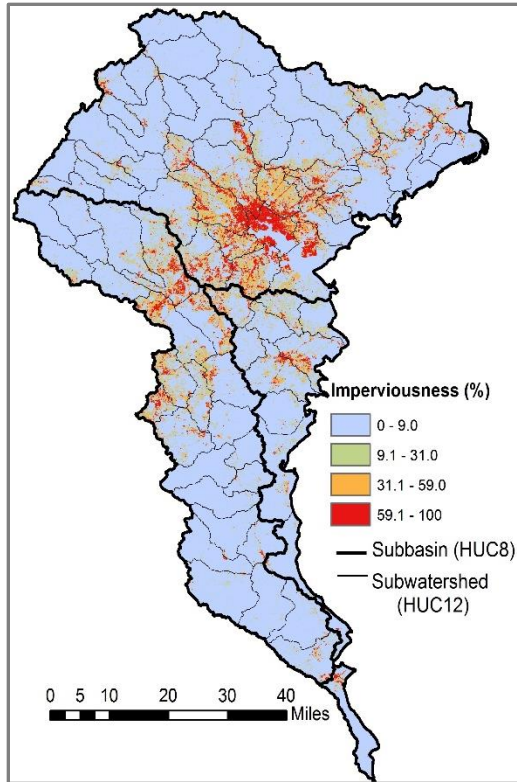 Imperviousness (%)
0 - 9.0
9.1 - 31.0
31.1 - 59.0
59.1 - 100
Subbasin (HUC8)
Subwatershed
(HUC12)
0 5 10 20 30 40
Miles